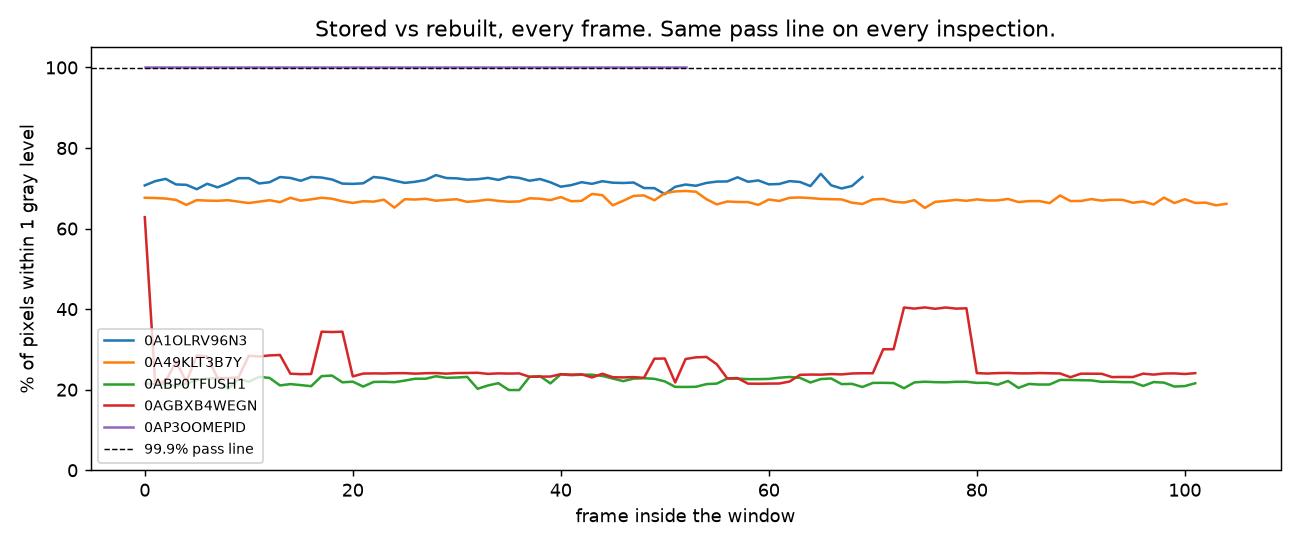 Stored vs rebuilt, every frame. Same pass line on every inspection.
% of pixels within 1 gray level
100
80
60
40
20
0
0A1OLRV96N3
0A49KLT3B7Y
0ABP0TFUSH1
0AGBXB4WEGN
0AP3OOMEPID
99.9% pass line
0 20 40 60 80 100
frame inside the window